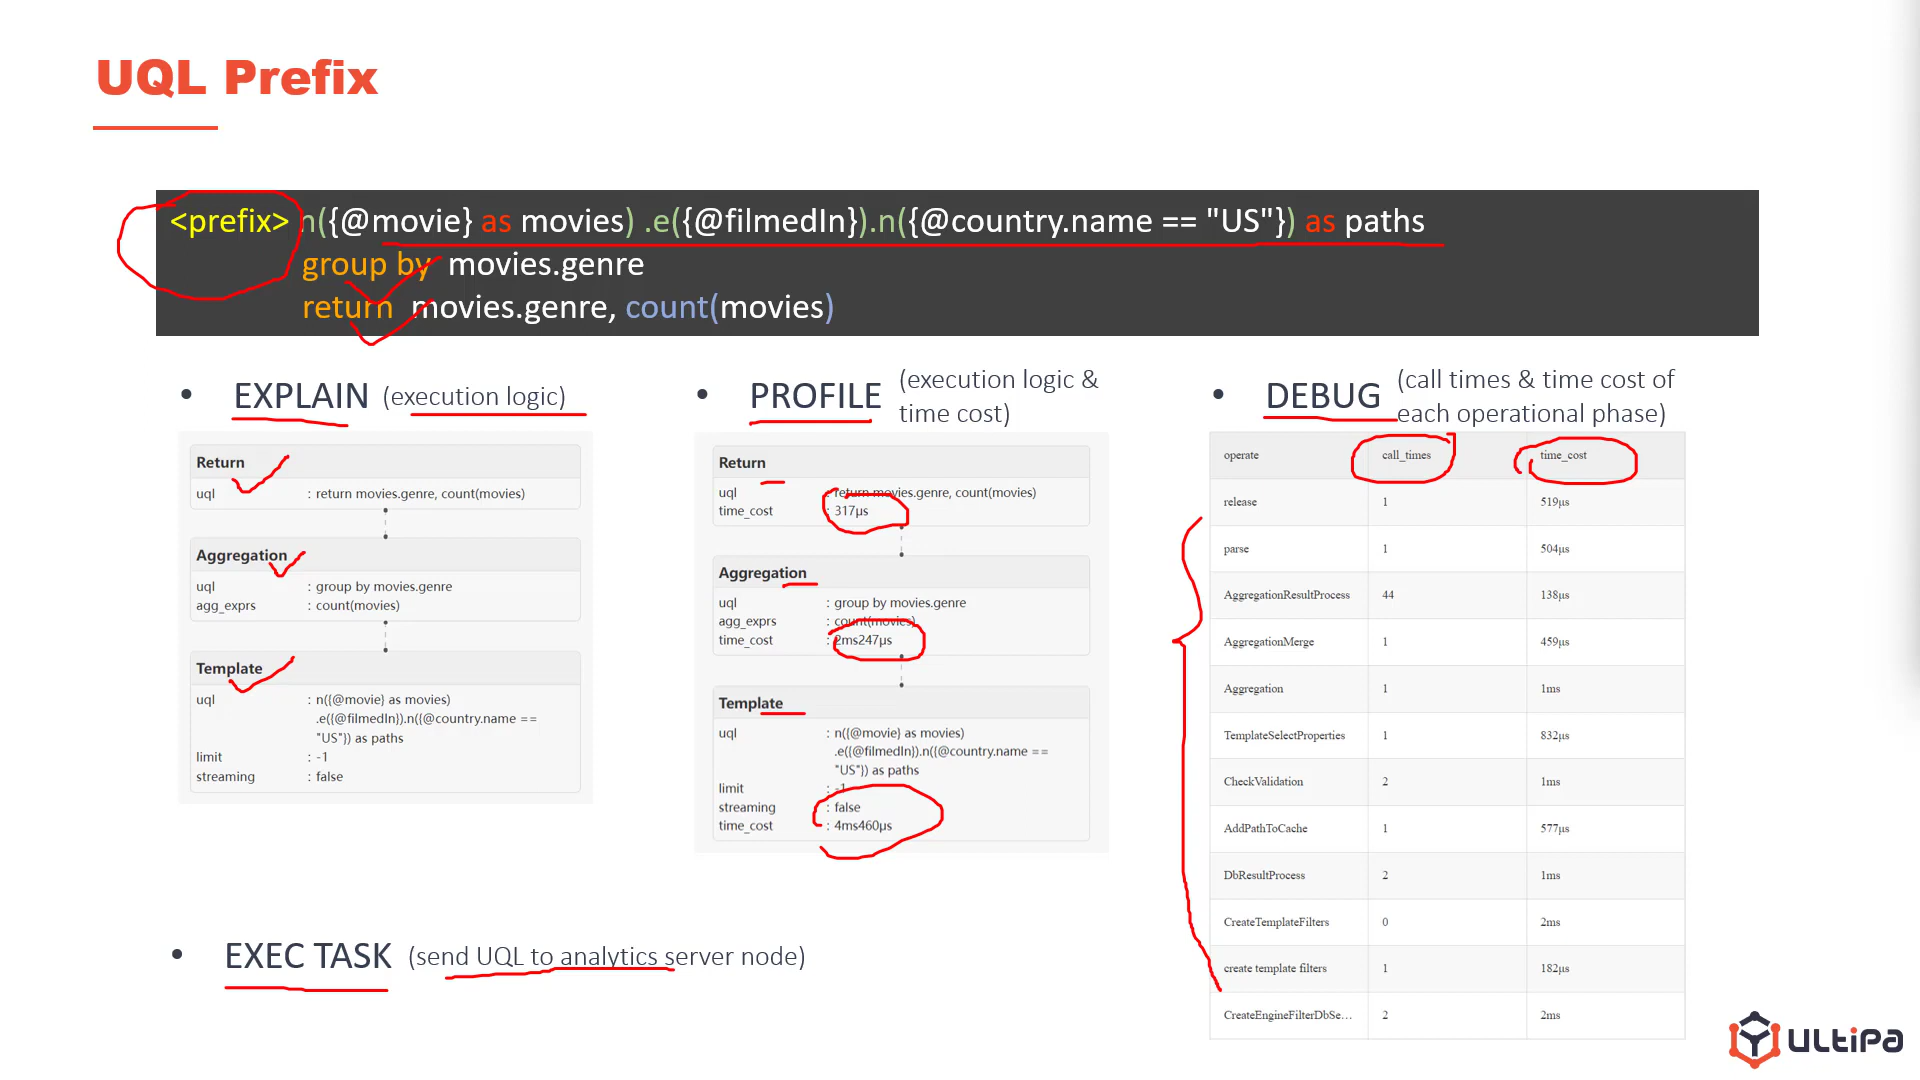 UQL Prefix
<prefix> n({@movie} as movies) .e({@filmedIn}).n({@country.name == "US"}) as paths
group by movies.genre
return movies.genre, count(movies)
• EXPLAIN (execution logic)
Return
uql : return movies.genre, count(movies)
Aggregation
uql : group by movies.genre
agg_exprs : count(movies)
Template
uql : n({@movie} as movies)
.e({@filmedIn}).n({@country.name ==
"US"}) as paths
limit : -1
streaming : false
• PROFILE (execution logic &
time cost)
Return
uql : return movies.genre, count(movies)
time_cost : 317μs
Aggregation
uql : group by movies.genre
agg_exprs : count(movies)
time_cost : 2ms247μs
Template
uql : n({@movie} as movies)
.e({@filmedIn}).n({@country.name ==
"US"}) as paths
limit : -1
streaming : false
time_cost : 4ms460μs
• DEBUG (call times & time cost of
each operational phase)
operate call_times time_cost
release 1 519μs
parse 1 504μs
AggregationResultProcess 44 138μs
AggregationMerge 1 459μs
Aggregation 1 1ms
TemplateSelectProperties 1 832μs
CheckValidation 2 1ms
AddPathToCache 1 577μs
DbResultProcess 2 1ms
CreateTemplateFilters 0 2ms
create template filters 1 182μs
CreateEngineFilterDbSe... 2 2ms
• EXEC TASK (send UQL to analytics server node)
ULTIPA